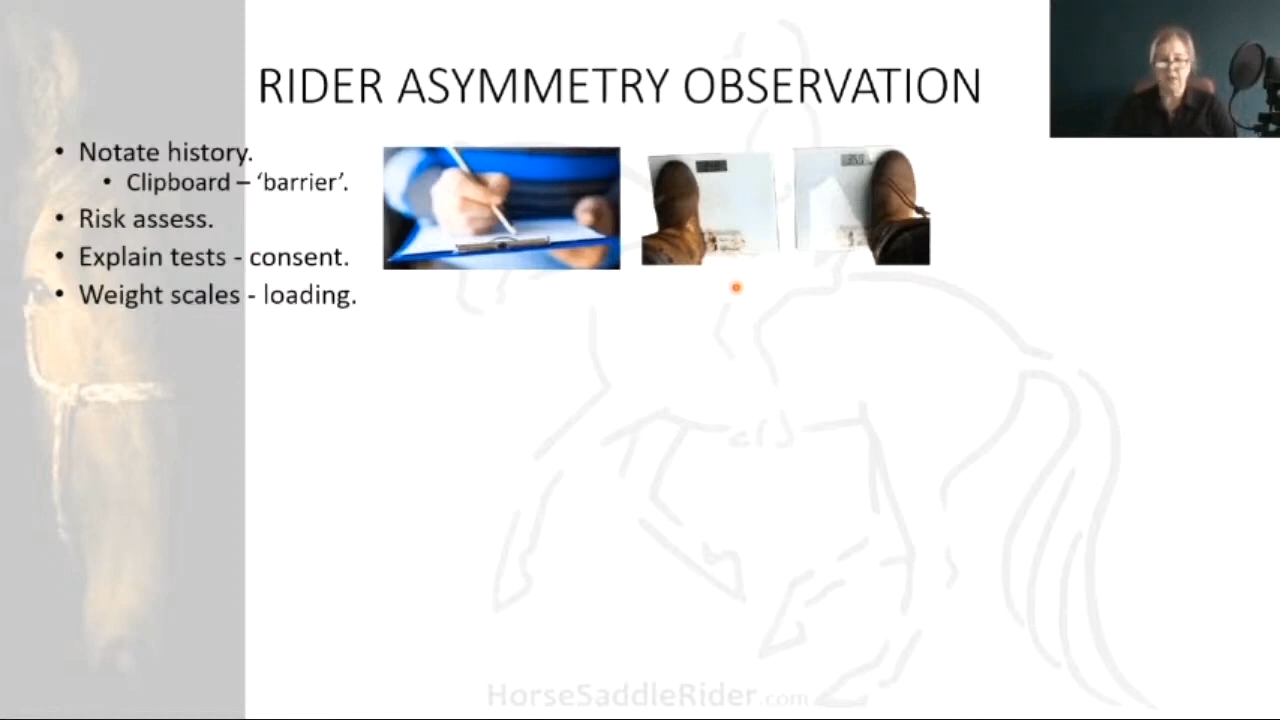 RIDER ASYMMETRY OBSERVATION
• Notate history.
• Clipboard – ‘barrier’.
• Risk assess.
• Explain tests - consent.
• Weight scales - loading.
HorseSaddleRider.com